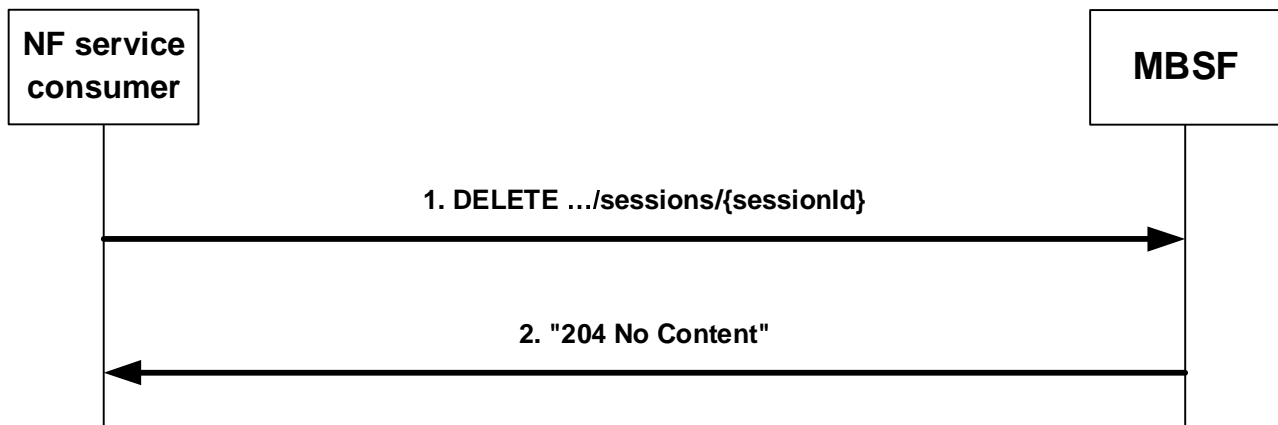 NF service
consumer
MBSF
1. DELETE …/sessions/{sessionId}
2. "204 No Content"